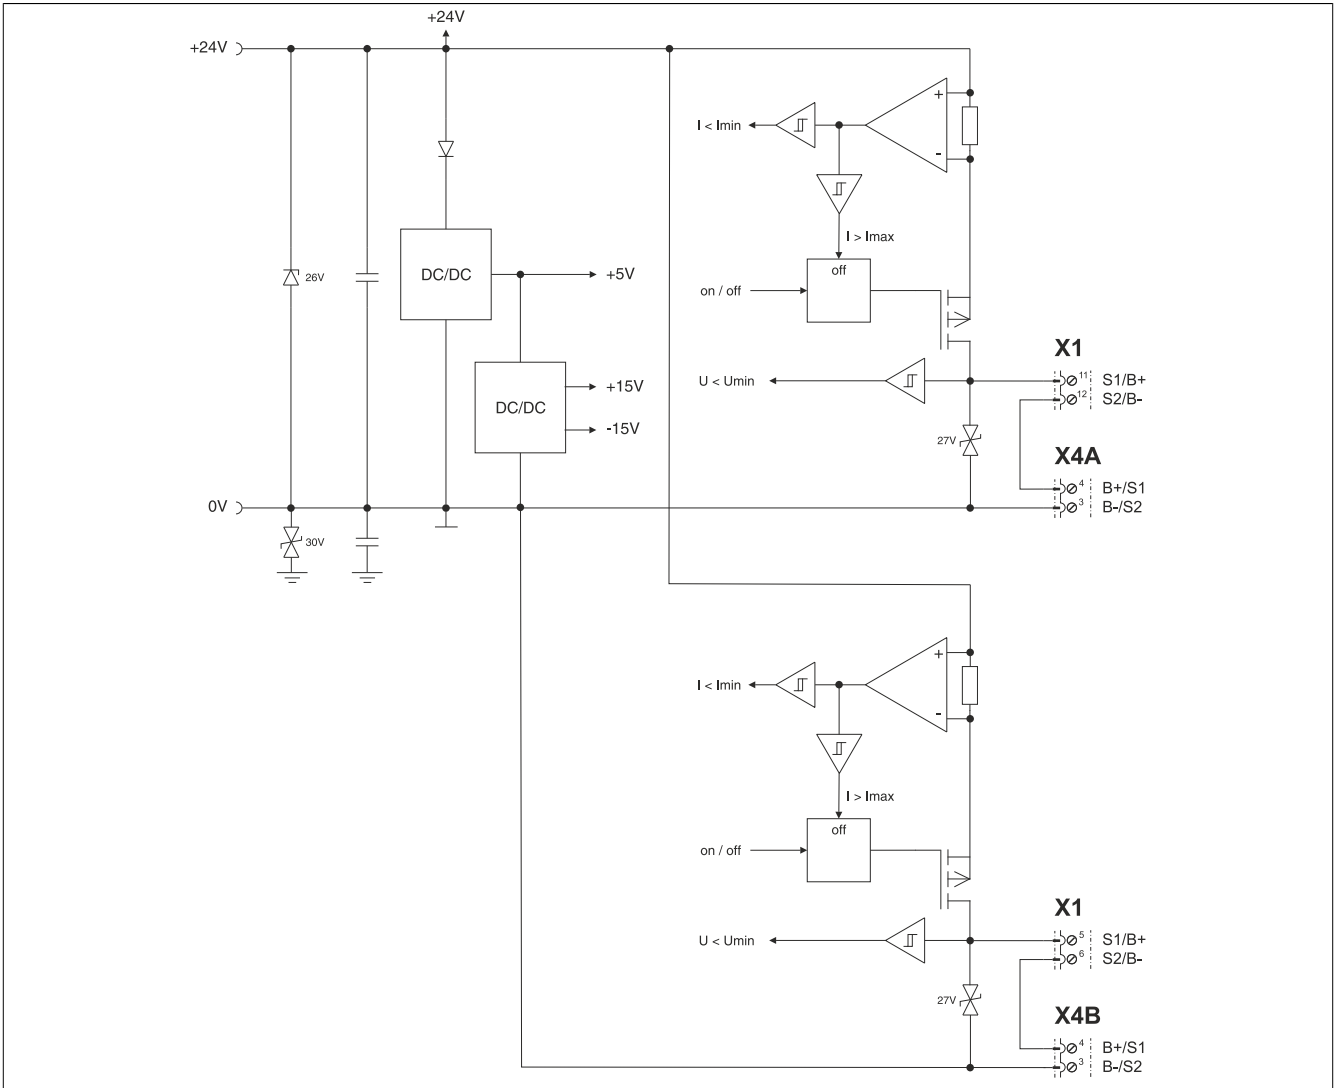 +24V
+24V
+
I < Imin
-
I > Imax
off
26V
DC/DC
+5V
on / off
X1
11 S1/B+
12 S2/B-
U < Umin
+15V
DC/DC
-15V
27V
X4A
4 B+/S1
3 B-/S2
0V
30V
+
I < Imin
-
I > Imax
off
on / off
X1
5 S1/B+
6 S2/B-
U < Umin
27V
X4B
4 B+/S1
3 B-/S2